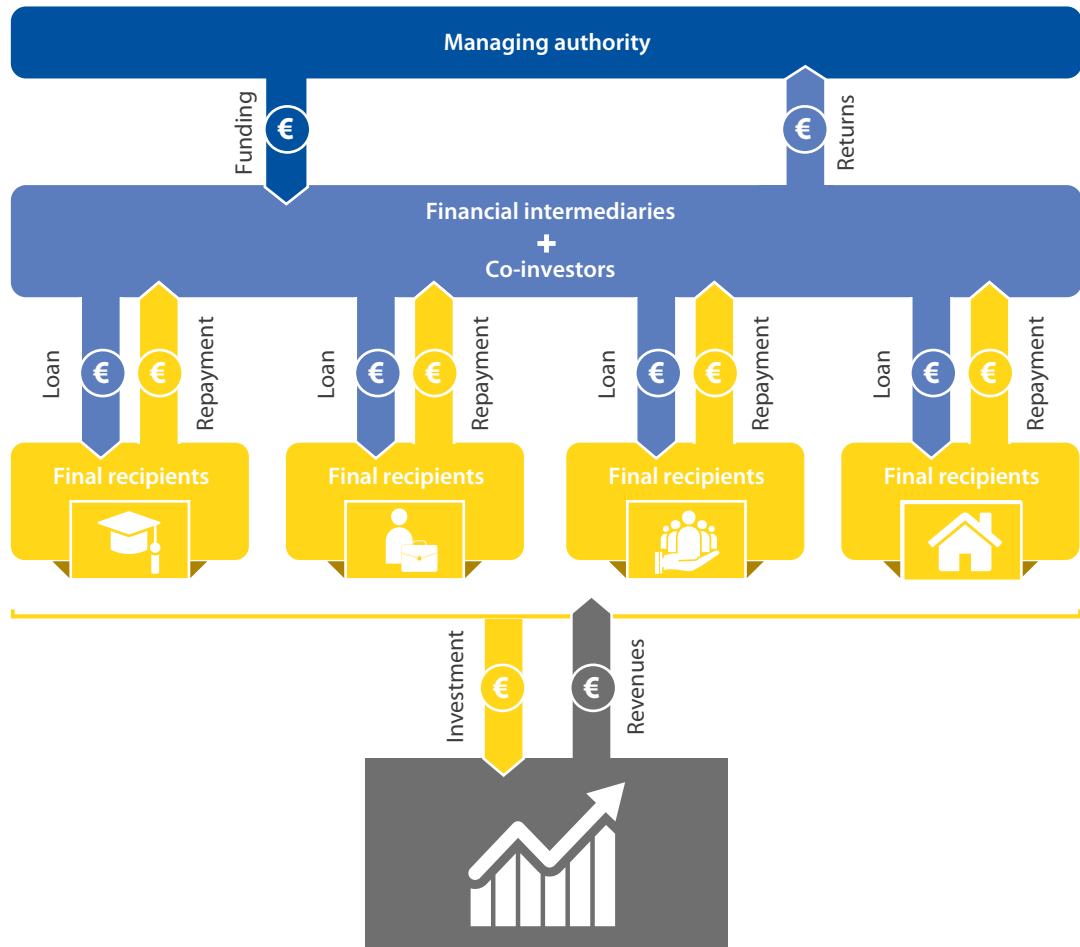 Managing authority
Funding
€
€
Returns
Financial intermediaries
+
Co-investors
Loan
€
€
Repayment
Loan
€
€
Repayment
Loan
€
€
Repayment
Loan
€
€
Repayment
Final recipients
Final recipients
Final recipients
Final recipients
Investment
€
€
Revenues